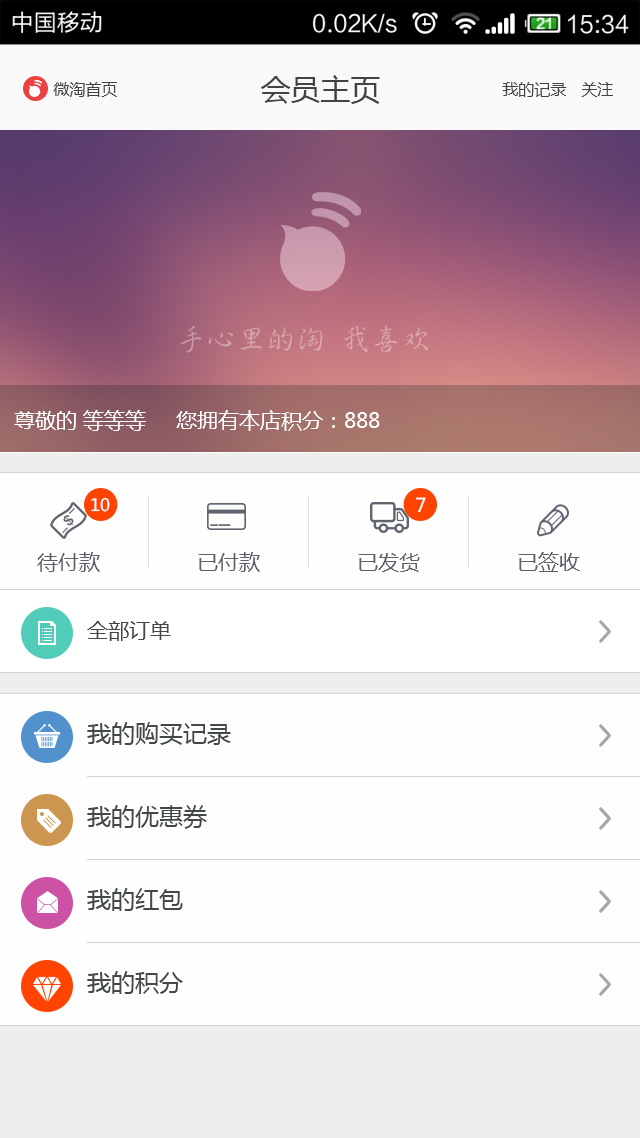 中国移动 0.02K/s 21 15:34
微淘首页 会员主页 我的记录 关注
手心里的淘 我喜欢
尊敬的 等等等 您拥有本店积分：888
10 7
待付款 已付款 已发货 已签收
全部订单
我的购买记录
我的优惠券
我的红包
我的积分